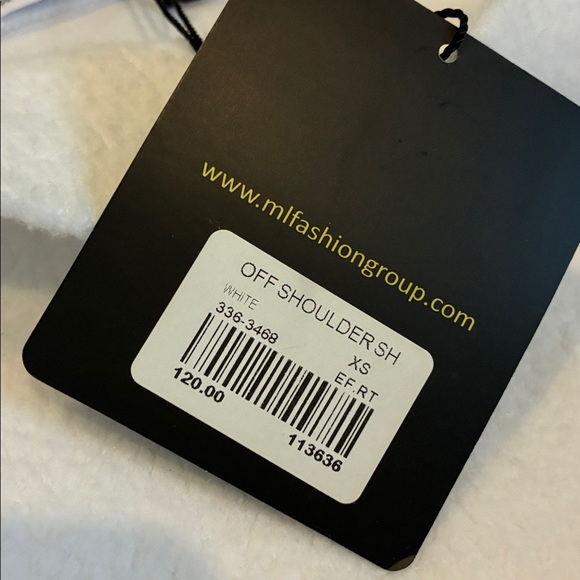 www.mlfashiongroup.com
OFF SHOULDER SH
WHITE XS
336-3468 EF.RT
120.00 113636